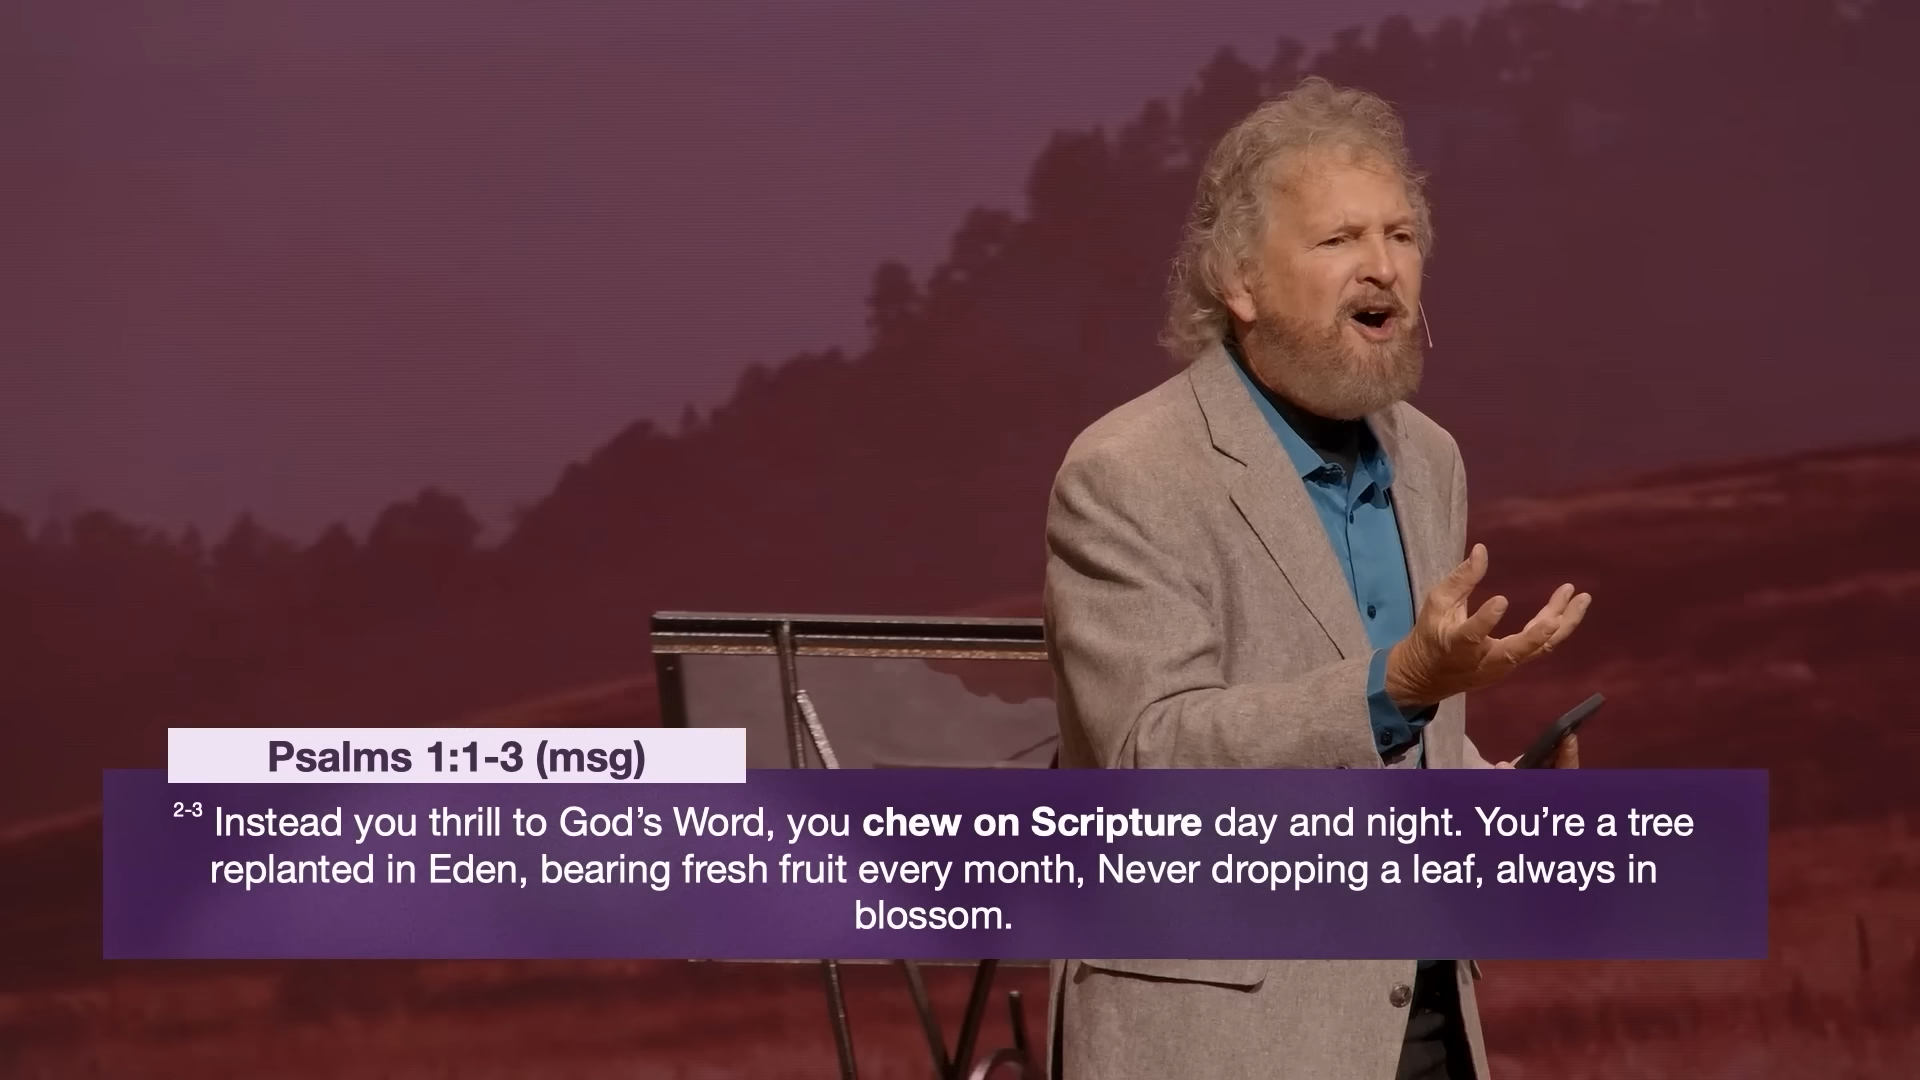 Psalms 1:1-3 (msg)
2-3 Instead you thrill to God’s Word, you chew on Scripture day and night. You’re a tree
replanted in Eden, bearing fresh fruit every month, Never dropping a leaf, always in
blossom.